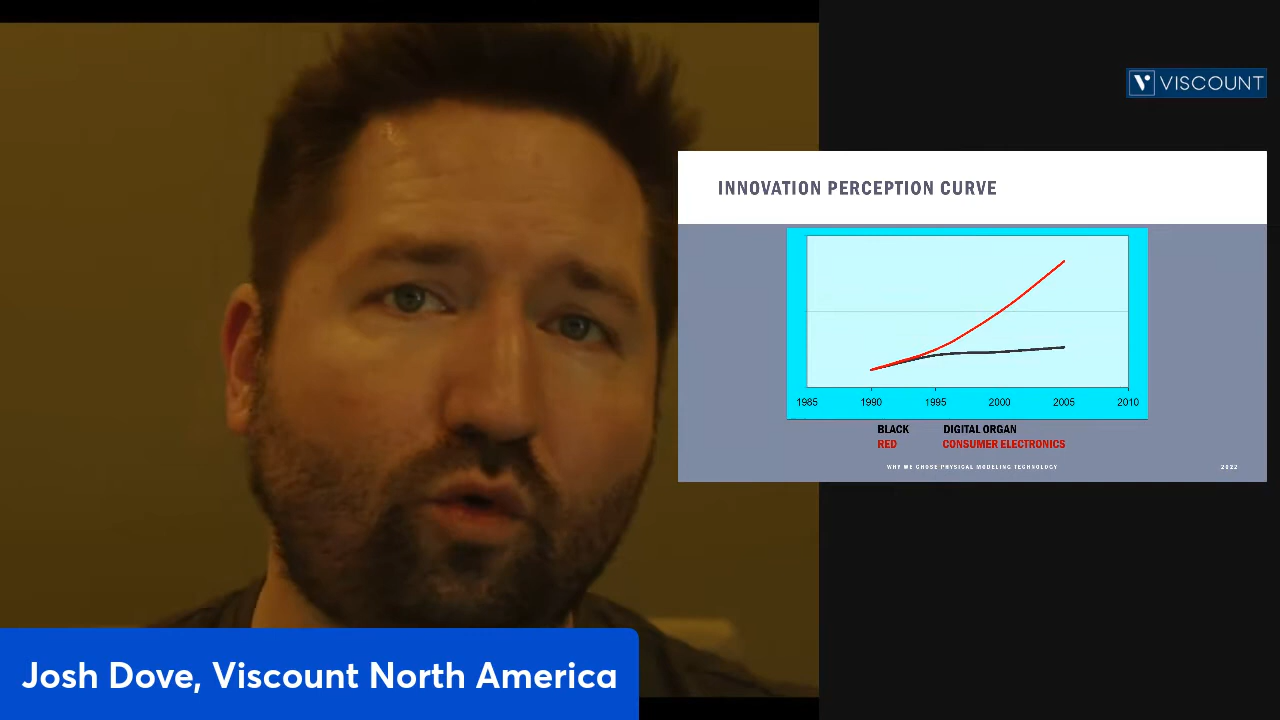 VISCOUNT
INNOVATION PERCEPTION CURVE
1985 1990 1995 2000 2005 2010
BLACK DIGITAL ORGAN
RED CONSUMER ELECTRONICS
WHY WE CHOSE PHYSICAL MODELING TECHNOLOGY 2022
Josh Dove, Viscount North America